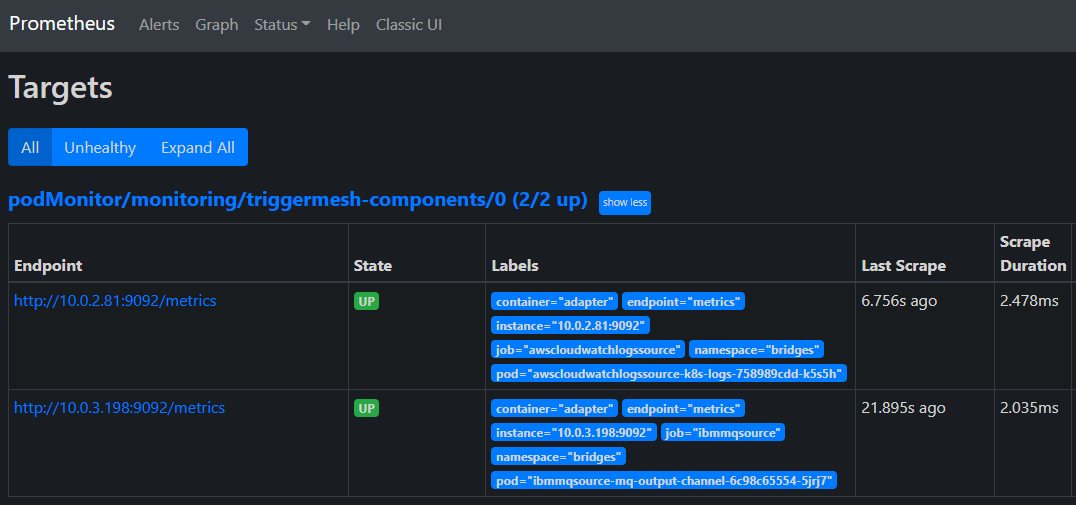 Prometheus Alerts Graph Status Help Classic UI
Targets
All Unhealthy Expand All
podMonitor/monitoring/triggermesh-components/0 (2/2 up) show less
Endpoint State Labels Last Scrape Scrape Duration
http://10.0.2.81:9092/metrics UP container="adapter" endpoint="metrics" 6.756s ago 2.478ms
instance="10.0.2.81:9092"
job="awscloudwatchlogssource" namespace="bridges"
pod="awscloudwatchlogssource-k8s-logs-758989cdd-k5s5h"
http://10.0.3.198:9092/metrics UP container="adapter" endpoint="metrics" 21.895s ago 2.035ms
instance="10.0.3.198:9092" job="ibmmqsource"
namespace="bridges"
pod="ibmmqsource-mq-output-channel-6c98c65554-5jrj7"